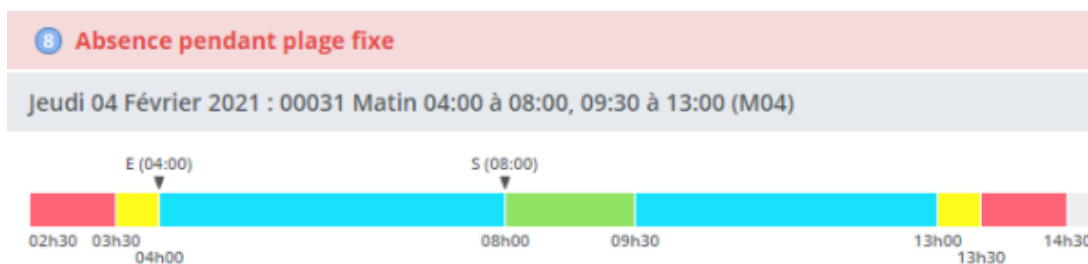 8 Absence pendant plage fixe
Jeudi 04 Février 2021 : 00031 Matin 04:00 à 08:00, 09:30 à 13:00 (M04)
E (04:00) S (08:00)
02h30 03h30 08h00 09h30 13h00 14h30
04h00 13h30